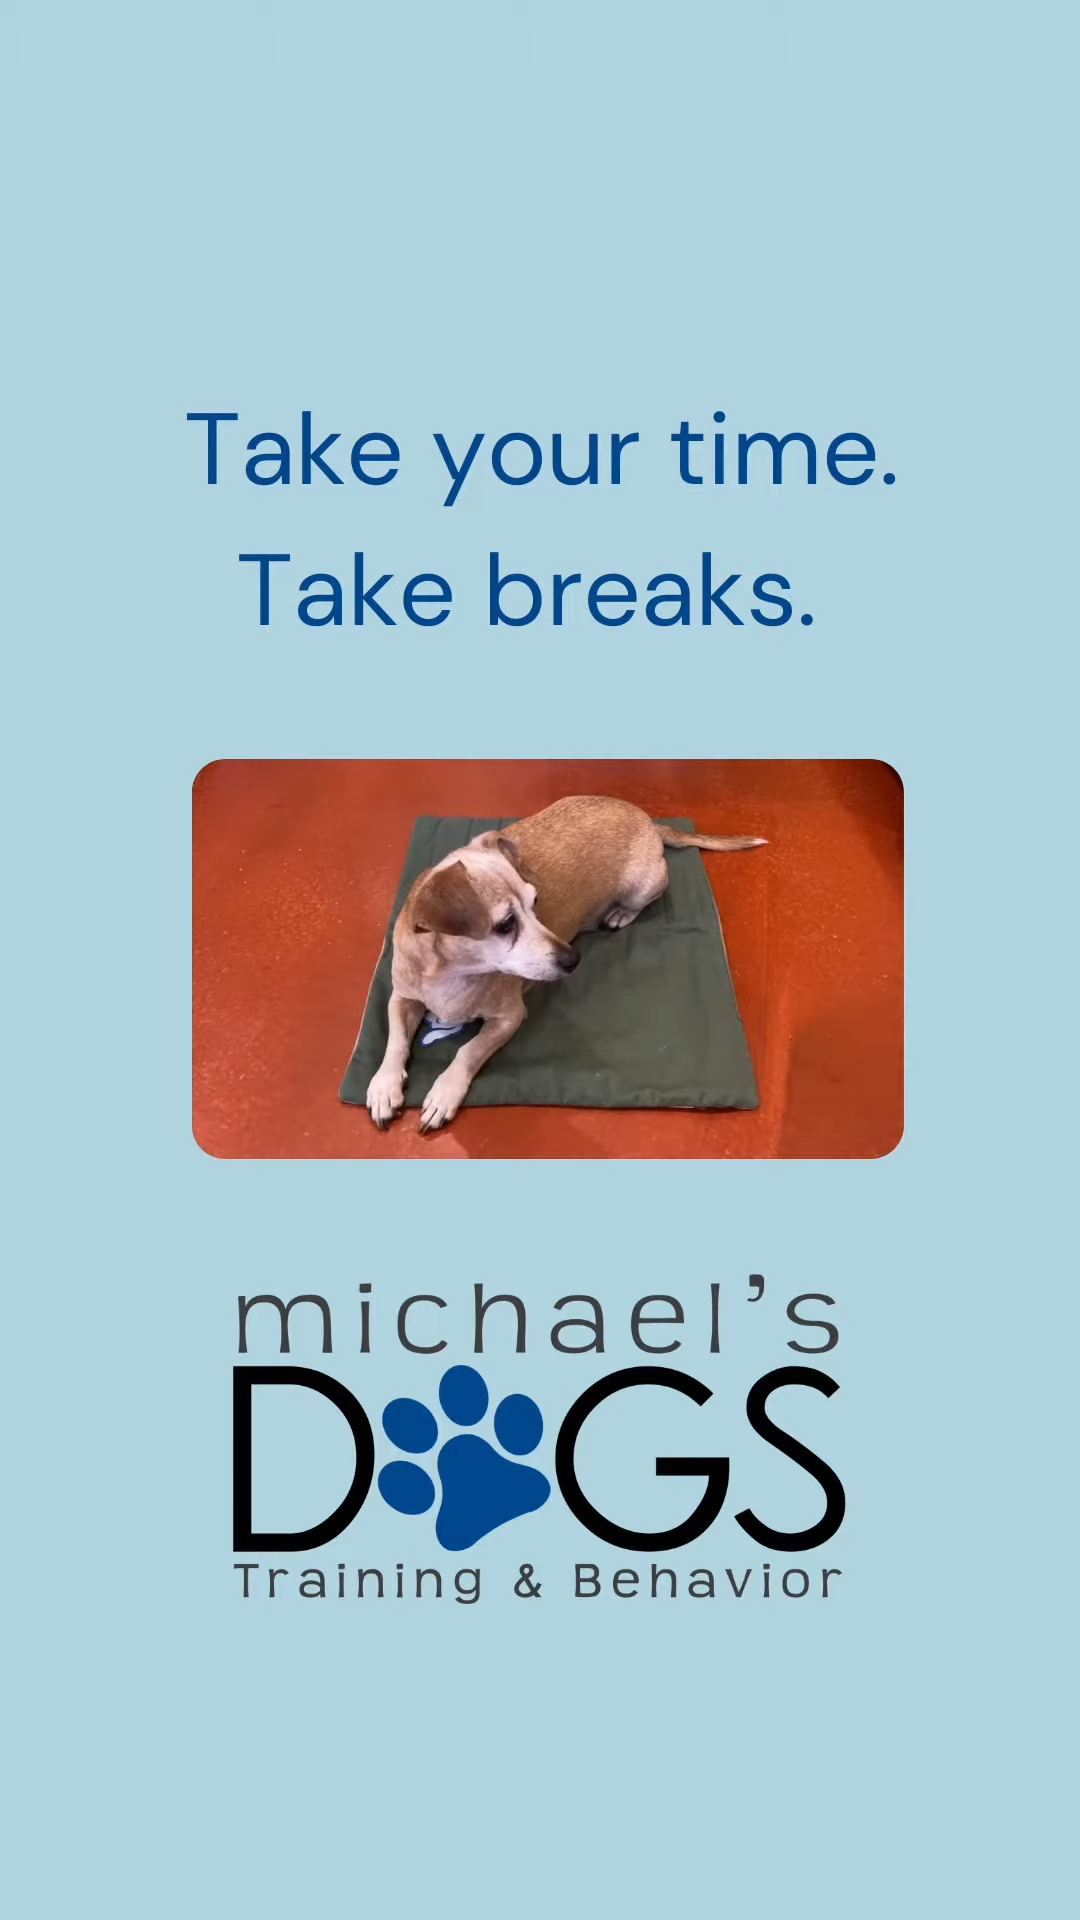 Take your time.
Take breaks.
michael's
DOGS
Training & Behavior